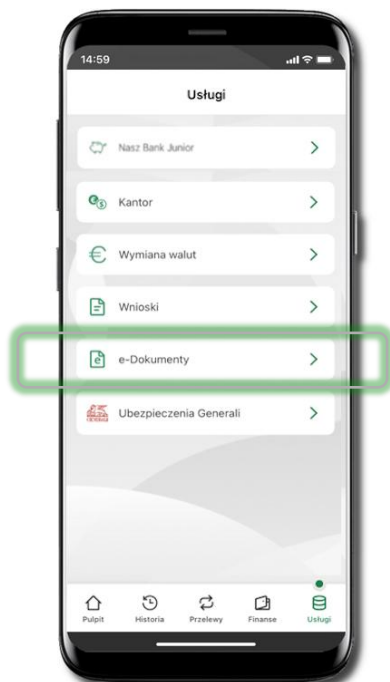 14:59
Usługi
Nasz Bank Junior
Kantor
Wymiana walut
Wnioski
e-Dokumenty
Ubezpieczenia Generali
Pulpit
Historia
Przelewy
Finanse
Usługi